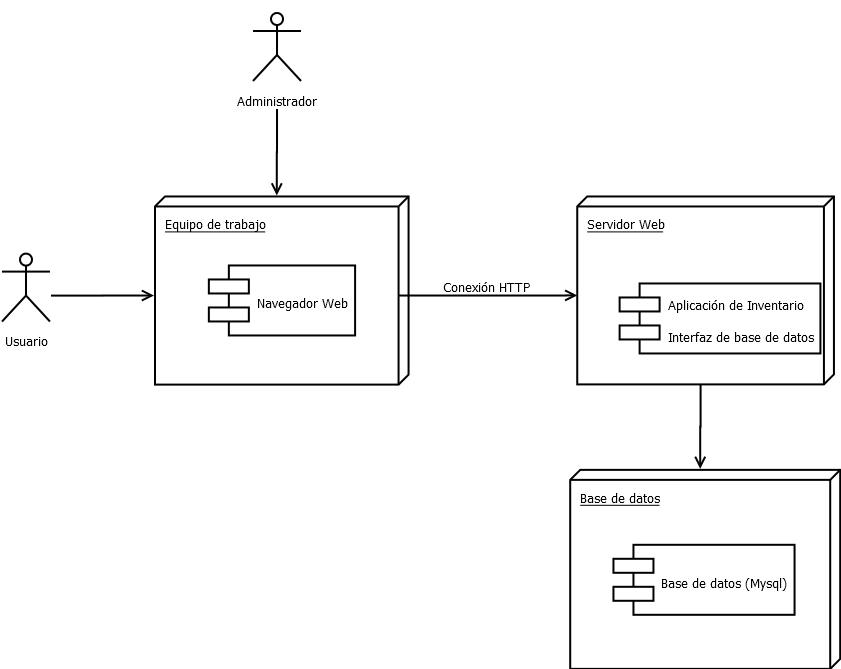 Administrador
Equipo de trabajo
Servidor Web
Navegador Web
Conexión HTTP
Aplicación de Inventario
Interfaz de base de datos
Usuario
Base de datos
Base de datos (Mysql)